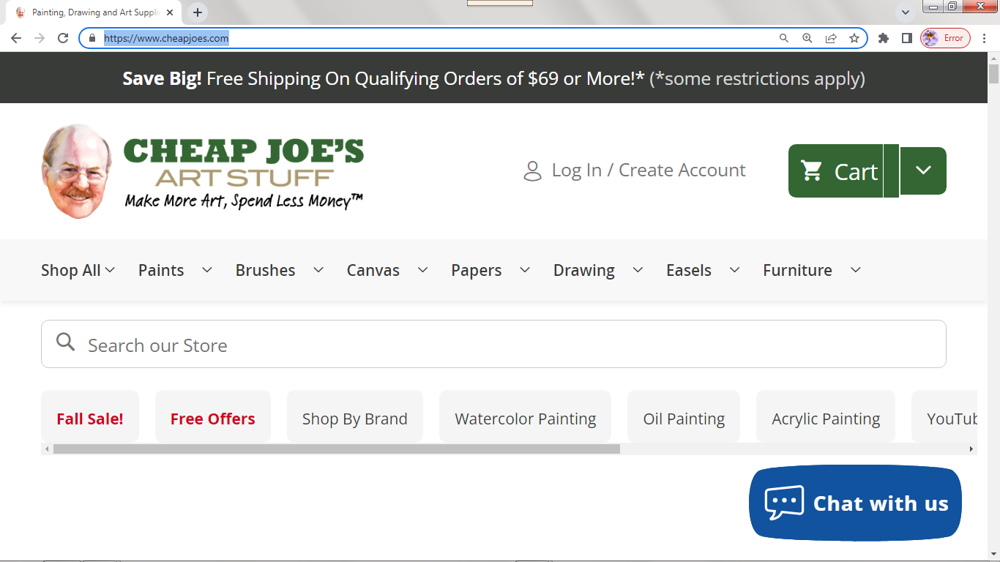 Painting, Drawing and Art Suppli
https://www.cheapjoes.com
Error
Save Big! Free Shipping On Qualifying Orders of $69 or More!* (*some restrictions apply)
CHEAP JOE'S
ART STUFF
Make More Art, Spend Less Money™
Log In / Create Account
Cart
Shop All Paints Brushes Canvas Papers Drawing Easels Furniture
Search our Store
Fall Sale! Free Offers Shop By Brand Watercolor Painting Oil Painting Acrylic Painting YouTub
Chat with us